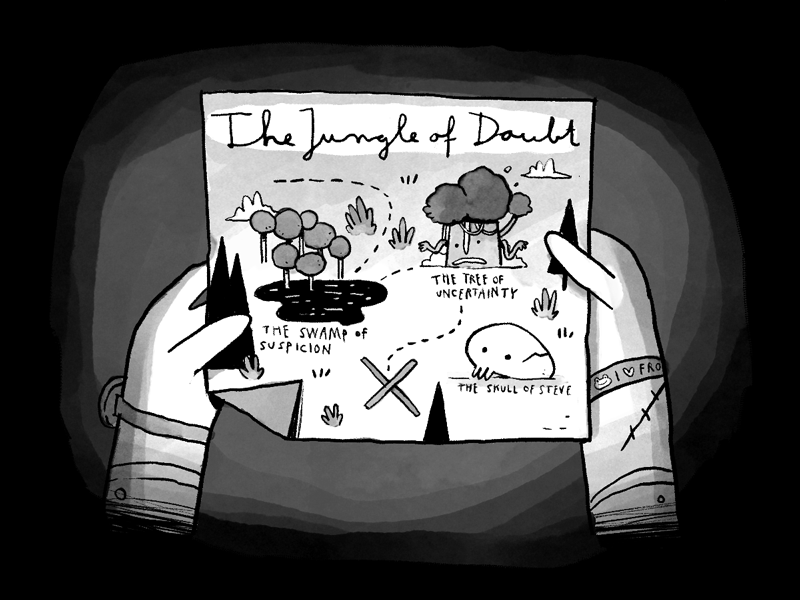 The Jungle of Doubt
THE TREE OF
UNCERTAINTY
THE SWAMP OF
SUSPICION
THE SKULL OF STEVE
I ♡ FRO